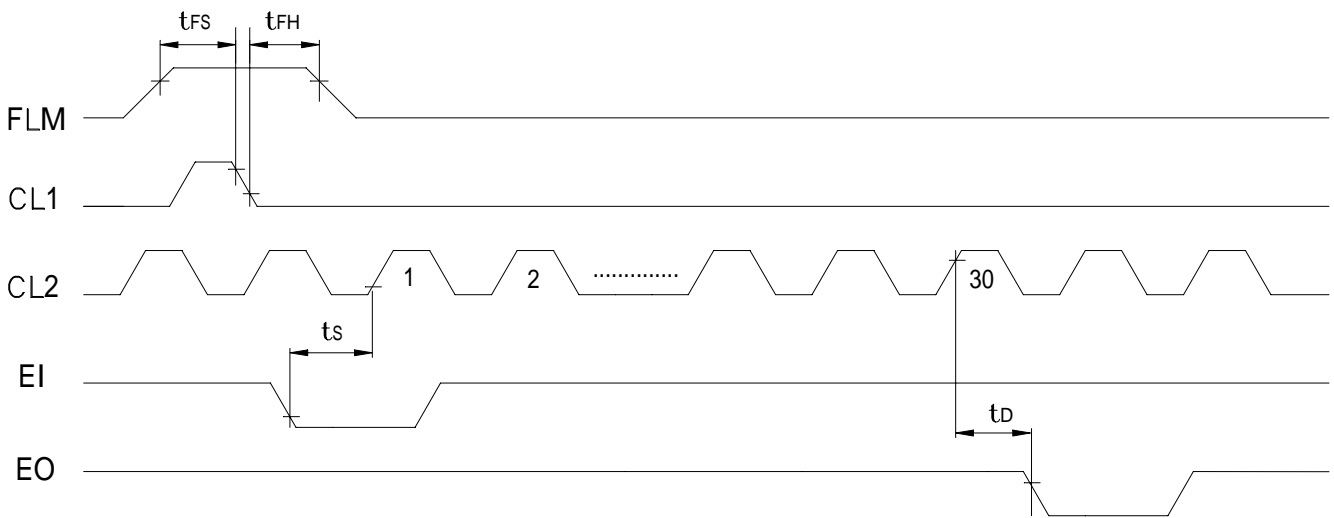 tFS tFH
FLM
CL1
CL2 1 2 .............. 30
tS
EI
tD
EO